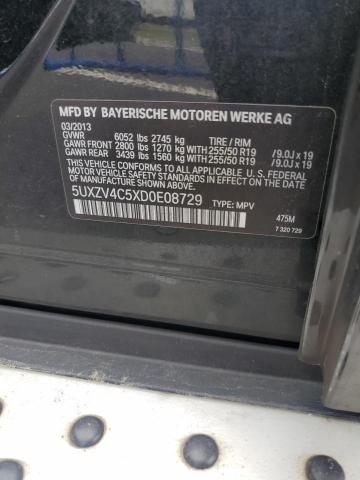 MFD BY BAYERISCHE MOTOREN WERKE AG
03/2013
GVWR 6052 lbs 2745 kg TIRE / RIM
GAWR FRONT 2800 lbs 1270 kg WITH 255/50 R19 /9.0J x 19
GAWR REAR 3439 lbs 1560 kg WITH 255/50 R19 /9.0J x 19
THIS VEHICLE CONFORMS TO ALL APPLICABLE U.S. FEDERAL
MOTOR VEHICLE SAFETY STANDARDS IN EFFECT ON
THE DATE OF MANUFACTURE SHOWN ABOVE.
5UXZV4C5XD0E08729 TYPE: MPV
475M
7 320 729